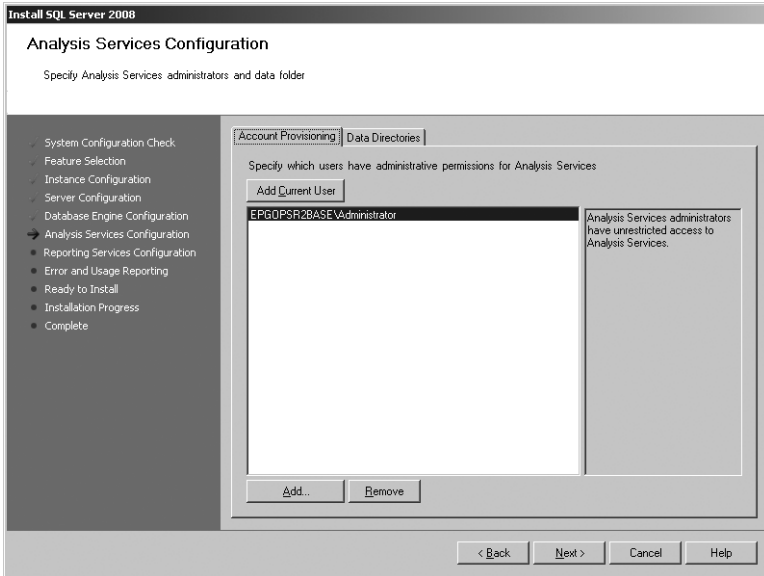 Install SQL Server 2008
Analysis Services Configuration
Specify Analysis Services administrators and data folder
System Configuration Check
Feature Selection
Instance Configuration
Server Configuration
Database Engine Configuration
Analysis Services Configuration
Reporting Services Configuration
Error and Usage Reporting
Ready to Install
Installation Progress
Complete
Account Provisioning Data Directories
Specify which users have administrative permissions for Analysis Services
Add Current User
EPGOPSR2BASE\Administrator
Analysis Services administrators
have unrestricted access to
Analysis Services.
Add... Remove
< Back Next > Cancel Help